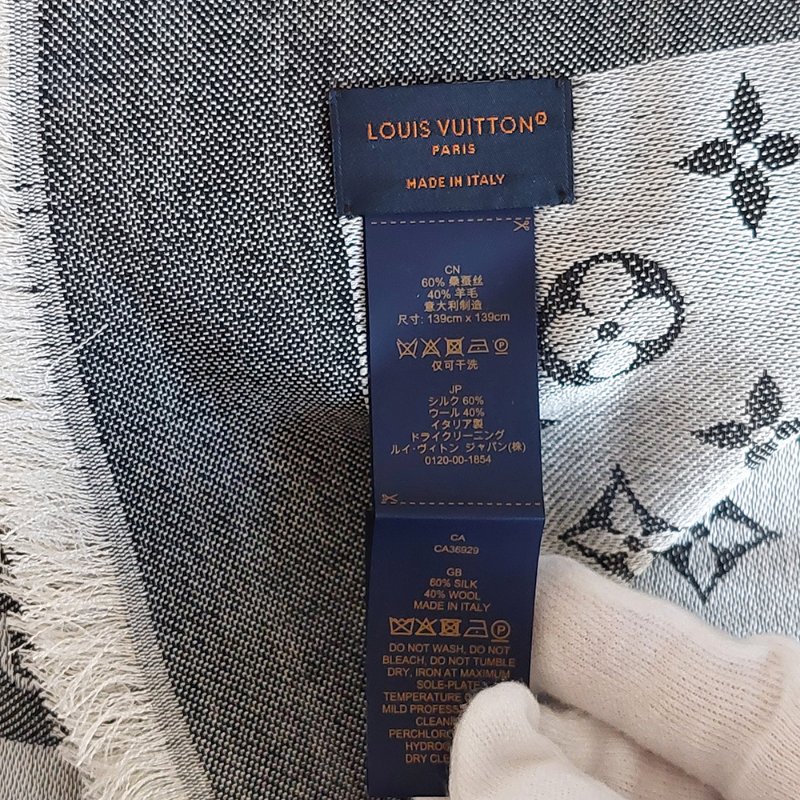 LOUIS VUITTON®
PARIS
MADE IN ITALY
CN
60% 桑蚕丝
40% 羊毛
意大利制造
尺寸: 139cm x 139cm
仅可干洗
JP
シルク 60%
ウール 40%
イタリア製
ドライクリーニング
ルイ・ヴィトン ジャパン(株)
0120-00-1854
CA
CA36929
GB
60% SILK
40% WOOL
MADE IN ITALY
DO NOT WASH, DO NOT
BLEACH, DO NOT TUMBLE
DRY, IRON AT MAXIMUM
SOLE-PLATE
TEMPERATURE
MILD
DRY